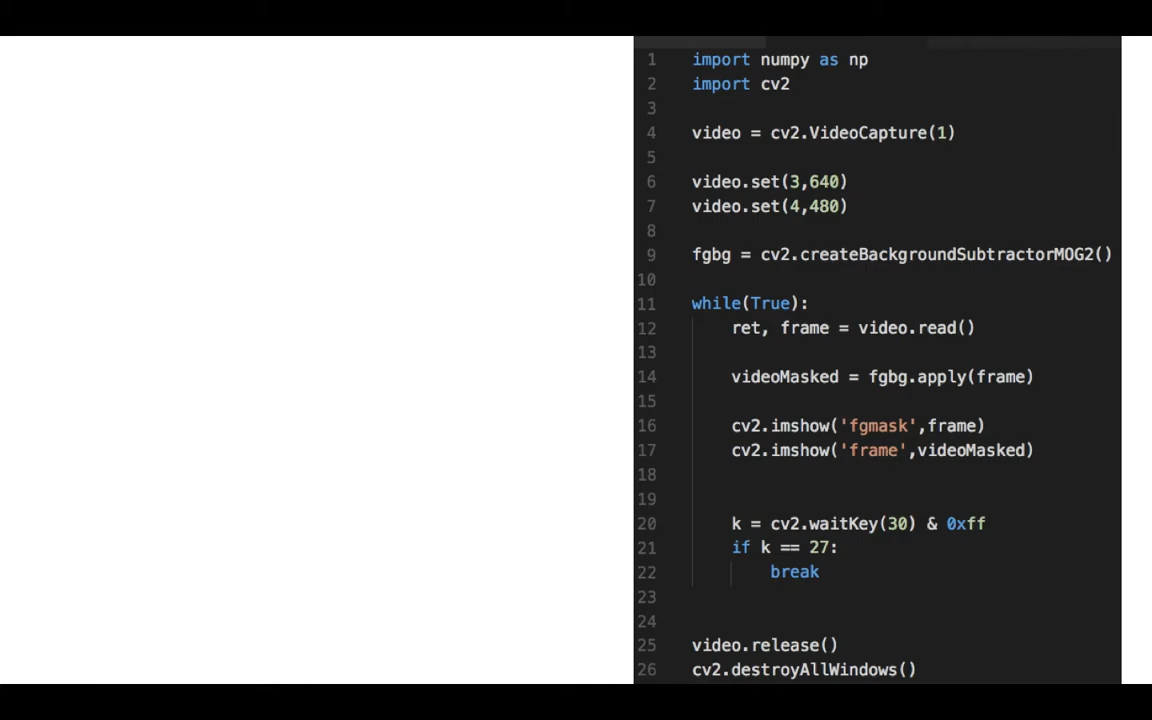 1 import numpy as np
2 import cv2
3
4 video = cv2.VideoCapture(1)
5
6 video.set(3,640)
7 video.set(4,480)
8
9 fgbg = cv2.createBackgroundSubtractorMOG2()
10
11 while(True):
12     ret, frame = video.read()
13
14     videoMasked = fgbg.apply(frame)
15
16     cv2.imshow('fgmask',frame)
17     cv2.imshow('frame',videoMasked)
18
19
20     k = cv2.waitKey(30) & 0xff
21     if k == 27:
22         break
23
24
25 video.release()
26 cv2.destroyAllWindows()